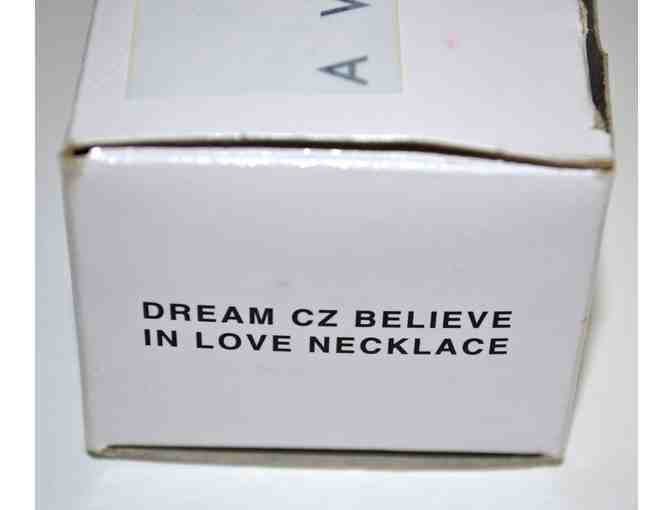 A V
DREAM CZ BELIEVE
IN LOVE NECKLACE